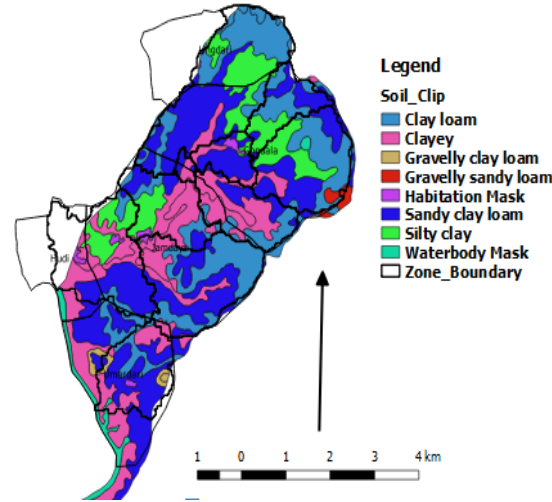 Legend
Soil_Clip
Clay loam
Clayey
Gravelly clay loam
Gravelly sandy loam
Habitation Mask
Sandy clay loam
Silty clay
Waterbody Mask
Zone_Boundary
Hudi
1 0 1 2 3 4 km